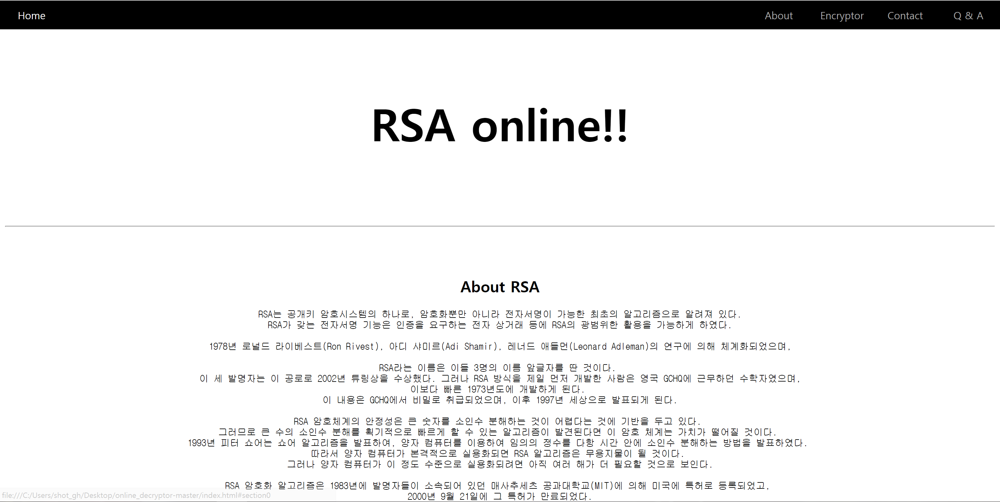 Home About Encryptor Contact Q & A
RSA online!!
About RSA
RSA는 공개키 암호시스템의 하나로, 암호화뿐만 아니라 전자서명이 가능한 최초의 알고리즘으로 알려져 있다.
RSA가 갖는 전자서명 기능은 인증을 요구하는 전자 상거래 등에 RSA의 광범위한 활용을 가능하게 하였다.
1978년 로널드 라이베스트(Ron Rivest), 아디 샤미르(Adi Shamir), 레너드 애들먼(Leonard Adleman)의 연구에 의해 체계화되었으며,
RSA라는 이름은 이들 3명의 이름 앞글자를 딴 것이다.
이 세 발명자는 이 공로로 2002년 튜링상을 수상했다. 그러나 RSA 방식을 제일 먼저 개발한 사람은 영국 GCHQ에 근무하던 수학자였으며,
이보다 빠른 1973년도에 개발하게 된다.
이 내용은 GCHQ에서 비밀로 취급되었으며, 이후 1997년 세상으로 발표되게 된다.
RSA 암호체계의 안정성은 큰 숫자를 소인수 분해하는 것이 어렵다는 것에 기반을 두고 있다.
그러므로 큰 수의 소인수 분해를 획기적으로 빠르게 할 수 있는 알고리즘이 발견된다면 이 암호 체계는 가치가 떨어질 것이다.
1993년 피터 쇼어는 쇼어 알고리즘을 발표하여, 양자 컴퓨터를 이용하여 임의의 정수를 다항 시간 안에 소인수 분해하는 방법을 발표하였다.
따라서 양자 컴퓨터가 본격적으로 실용화되면 RSA 알고리즘은 무용지물이 될 것이다.
그러나 양자 컴퓨터가 이 정도 수준으로 실용화되려면 아직 여러 해가 더 필요할 것으로 보인다.
RSA 암호화 알고리즘은 1983년에 발명자들이 소속되어 있던 매사추세츠 공과대학교(MIT)에 의해 미국에 특허로 등록되었고,
2000년 9월 21일에 그 특허가 만료되었다.
file:///C:/Users/shot_gh/Desktop/online_decryptor-master/index.html#section0